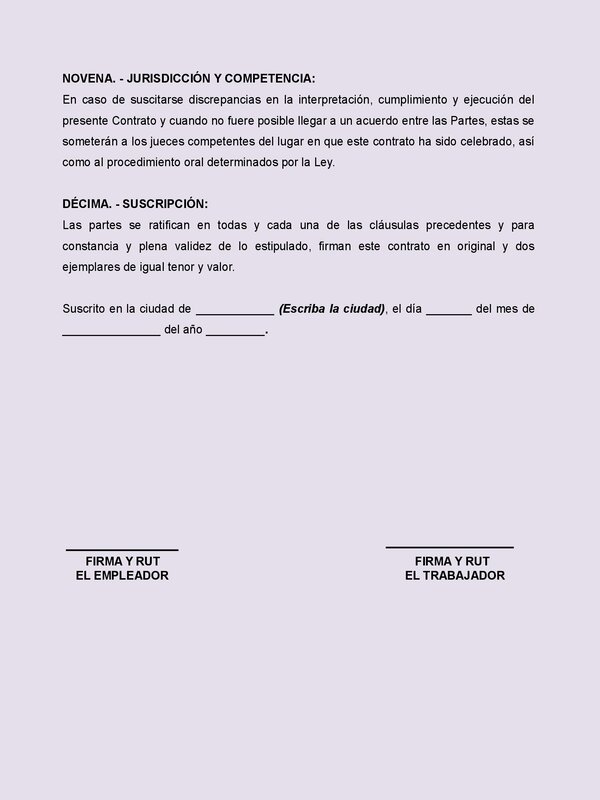 NOVENA. - JURISDICCIÓN Y COMPETENCIA:
En caso de suscitarse discrepancias en la interpretación, cumplimiento y ejecución del
presente Contrato y cuando no fuere posible llegar a un acuerdo entre las Partes, estas se
someterán a los jueces competentes del lugar en que este contrato ha sido celebrado, así
como al procedimiento oral determinados por la Ley.
DÉCIMA. - SUSCRIPCIÓN:
Las partes se ratifican en todas y cada una de las cláusulas precedentes y para
constancia y plena validez de lo estipulado, firman este contrato en original y dos
ejemplares de igual tenor y valor.
Suscrito en la ciudad de ____________ (Escriba la ciudad), el día _______ del mes de
_______________ del año _________.
FIRMA Y RUT
EL EMPLEADOR
FIRMA Y RUT
EL TRABAJADOR